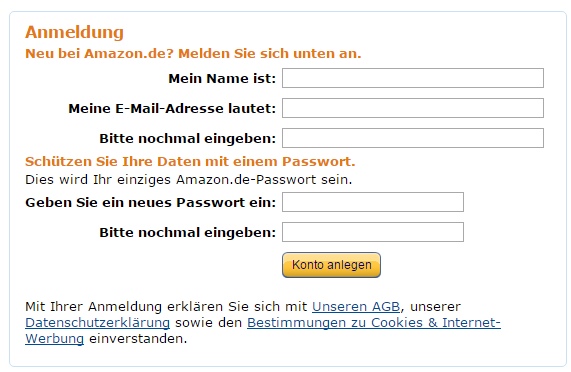 Anmeldung
Neu bei Amazon.de? Melden Sie sich unten an.
Mein Name ist:
Meine E-Mail-Adresse lautet:
Bitte nochmal eingeben:
Schützen Sie Ihre Daten mit einem Passwort.
Dies wird Ihr einziges Amazon.de-Passwort sein.
Geben Sie ein neues Passwort ein:
Bitte nochmal eingeben:
Konto anlegen
Mit Ihrer Anmeldung erklären Sie sich mit Unseren AGB, unserer
Datenschutzerklärung sowie den Bestimmungen zu Cookies & Internet-
Werbung einverstanden.